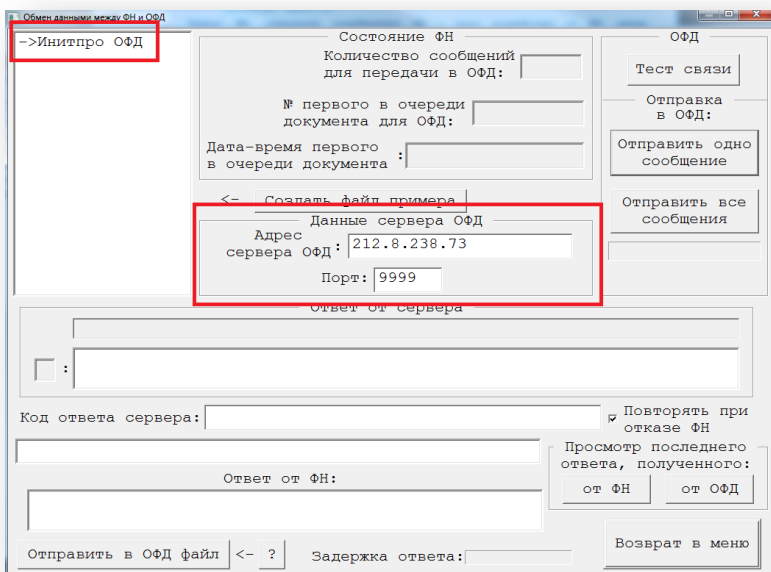 Обмен данными между ФН и ОФД
->Инитпро ОФД
Состояние ФН
Количество сообщений
для передачи в ОФД:
№ первого в очереди
документа для ОФД:
Дата-время первого
в очереди документа :
<- Создать файл примера
Данные сервера ОФД
Адрес
сервера ОФД: 212.8.238.73
Порт: 9999
ОФД
Тест связи
Отправка
в ОФД:
Отправить одно
сообщение
Отправить все
сообщения
Ответ от сервера
:
Код ответа сервера:
Повторять при
отказе ФН
Ответ от ФН:
Просмотр последнего
ответа, полученного:
от ФН от ОФД
Отправить в ОФД файл <- ?
Задержка ответа:
Возврат в меню